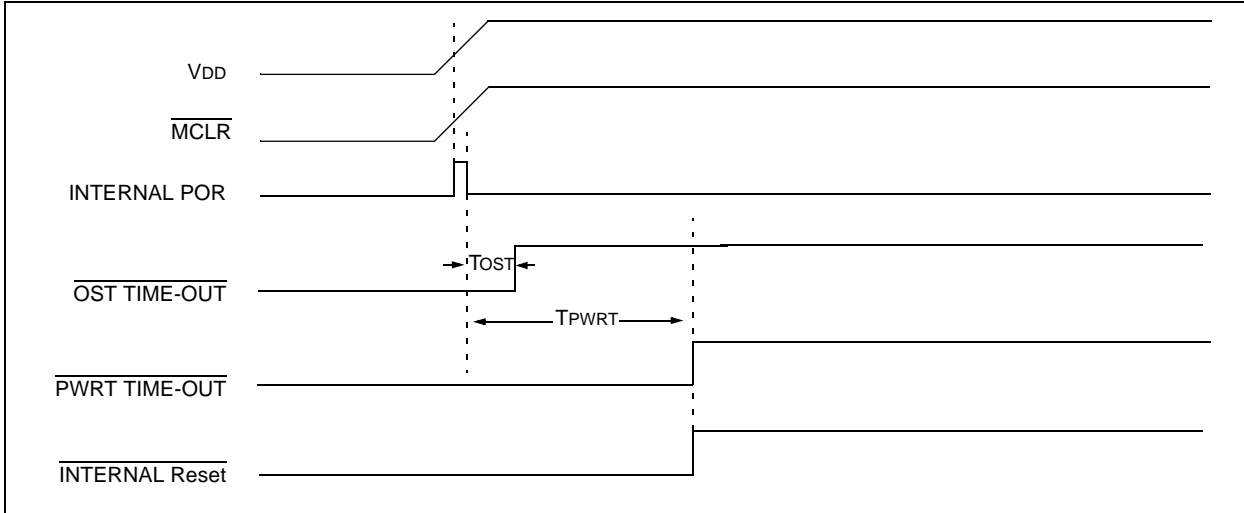 VDD
MCLR
INTERNAL POR
TOST
OST TIME-OUT
TPWRT
PWRT TIME-OUT
INTERNAL Reset